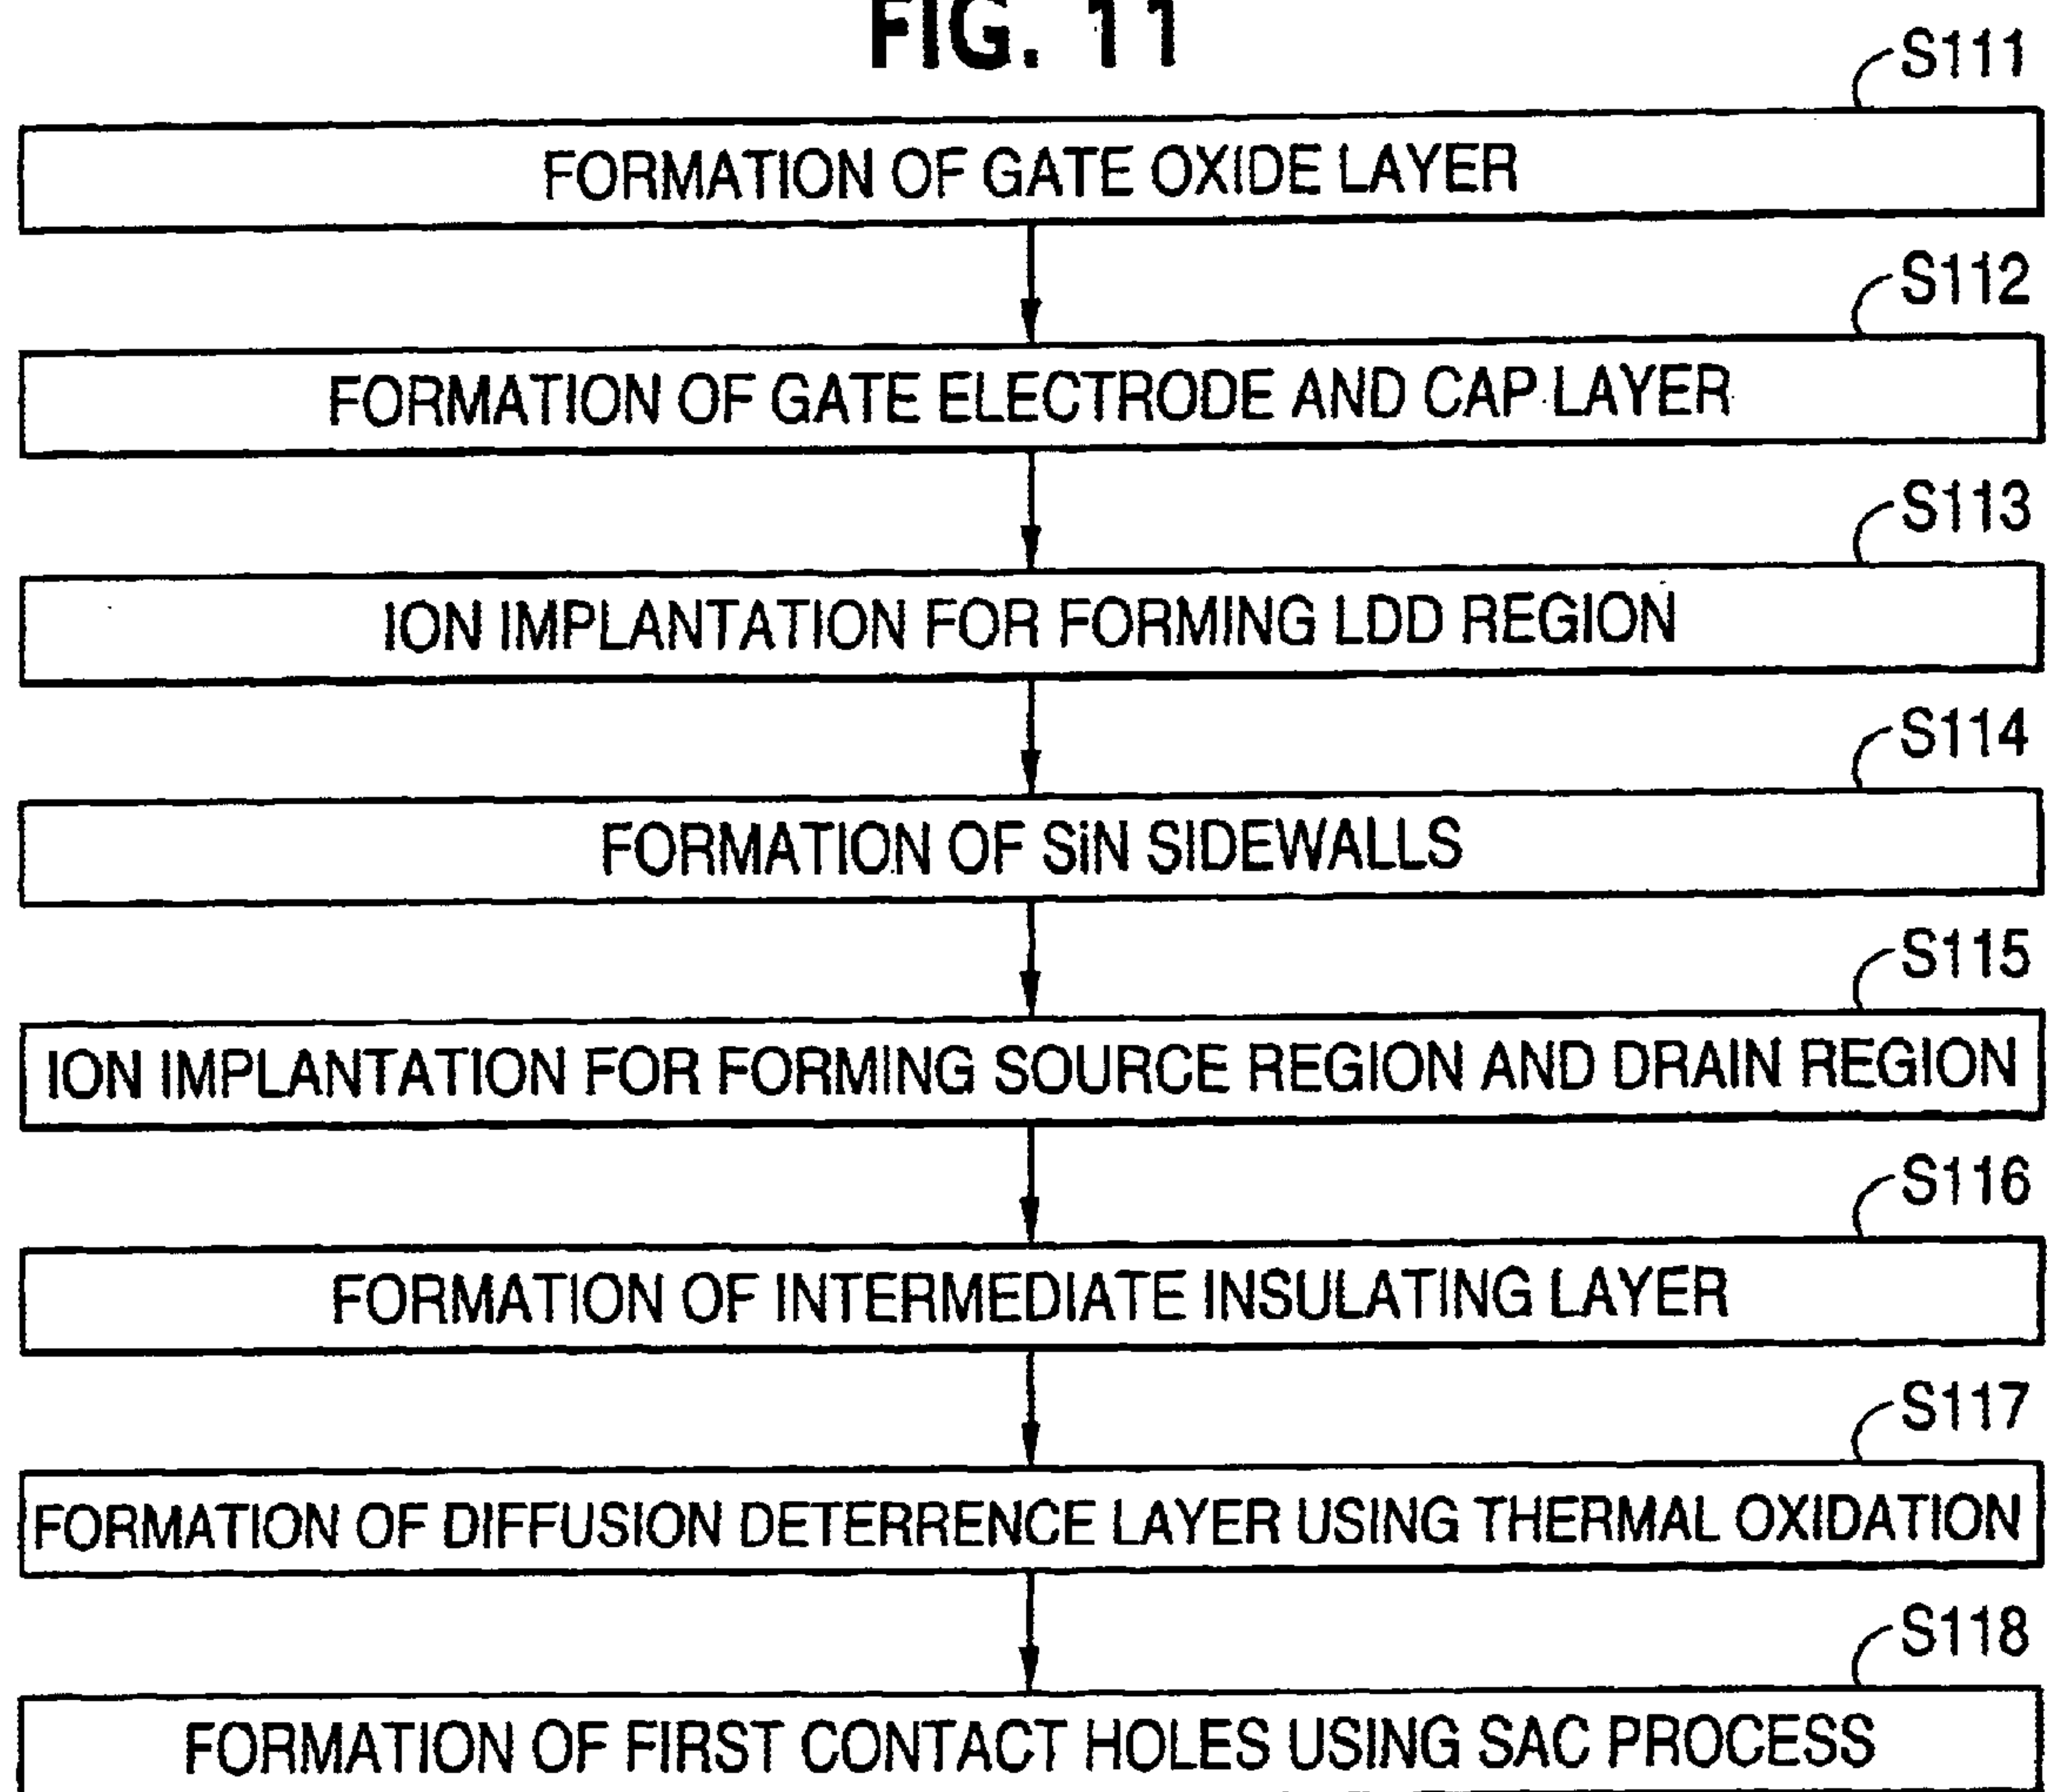 FIG. 11
S111
FORMATION OF GATE OXIDE LAYER
S112
FORMATION OF GATE ELECTRODE AND CAP LAYER
S113
ION IMPLANTATION FOR FORMING LDD REGION
S114
FORMATION OF SiN SIDEWALLS
S115
ION IMPLANTATION FOR FORMING SOURCE REGION AND DRAIN REGION
S116
FORMATION OF INTERMEDIATE INSULATING LAYER
S117
FORMATION OF DIFFUSION DETERRENCE LAYER USING THERMAL OXIDATION
S118
FORMATION OF FIRST CONTACT HOLES USING SAC PROCESS